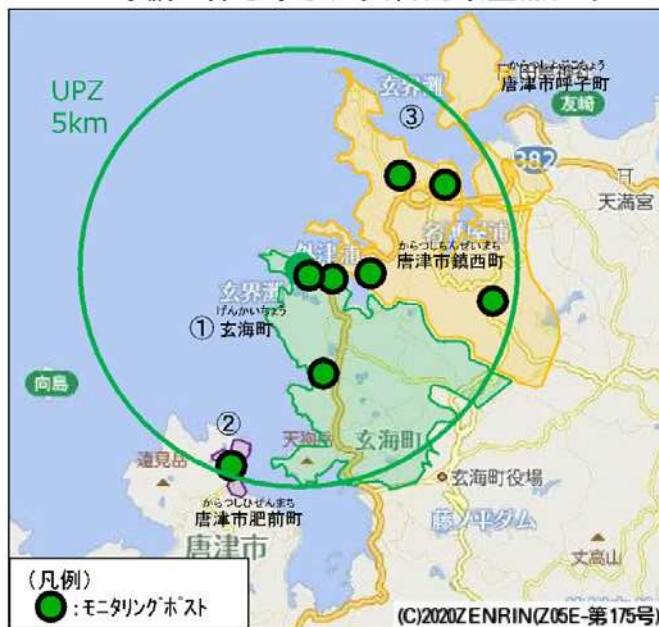 UPZ
5km
玄界灘
③
からつしよぶこちょう
唐津市呼子町
友崎
382
天満宮
外津浦
名護屋浦
からつしちんぜいまち
唐津市鎮西町
玄界灘
げんかいちょう
① 玄海町
向島
②
天狗岳
玄海町
遠見岳
玄海町役場
からつしひぜんまち
唐津市肥前町
藤ノ平ダム
唐津市
丈高山
(凡例)
:モニタリングポスト
(C)2020ZENRIN(Z05E-第175号)